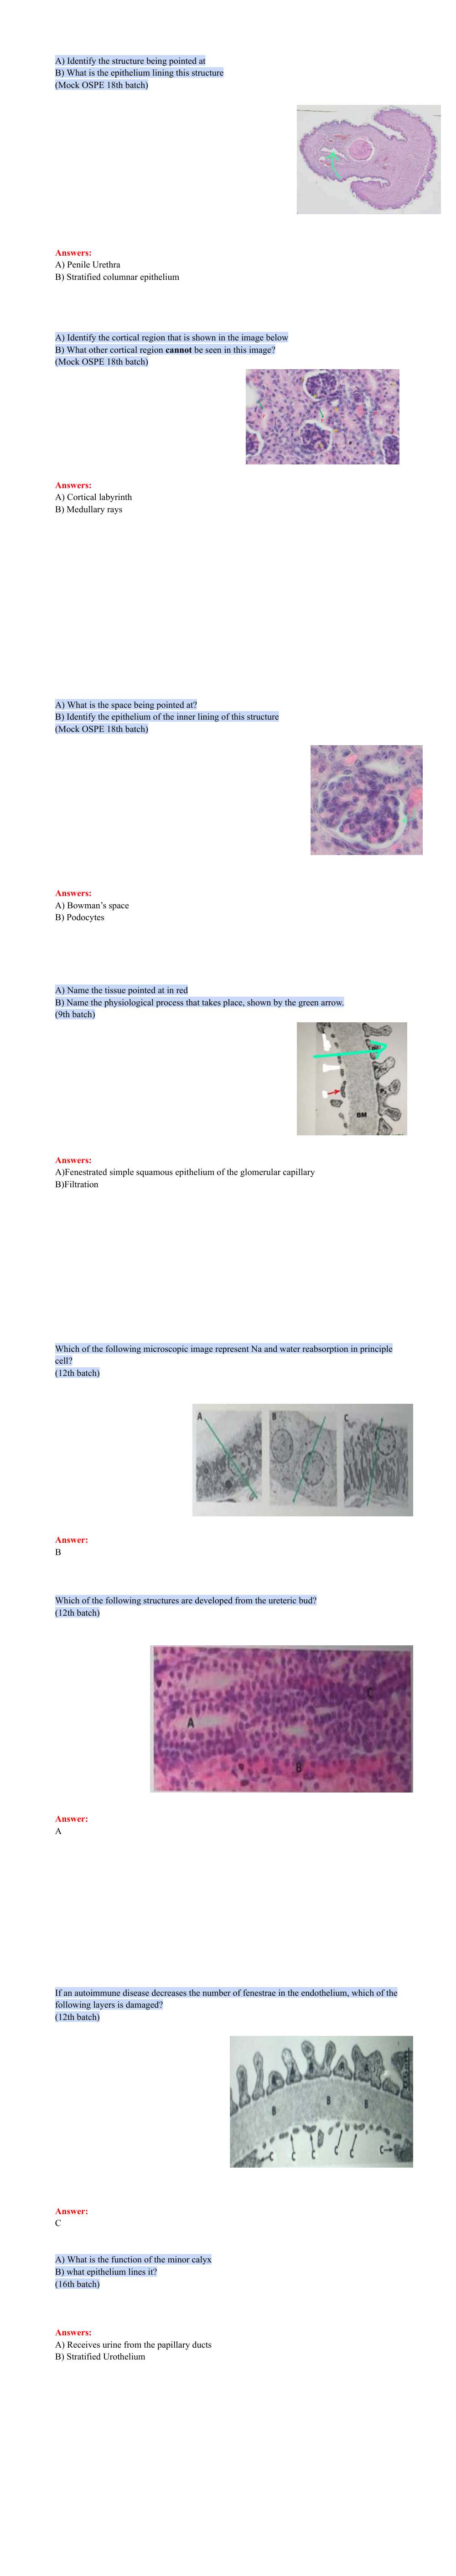 A) Identify the structure being pointed at
B) What is the epithelium lining this structure
(Mock OSPE 18th batch)
Answers:
A) Penile Urethra
B) Stratified columnar epithelium
A) Identify the cortical region that is shown in the image below
B) What other cortical region cannot be seen in this image?
(Mock OSPE 18th batch)
Answers:
A) Cortical labyrinth
B) Medullary rays
A) What is the space being pointed at?
B) Identify the epithelium of the inner lining of this structure
(Mock OSPE 18th batch)
Answers:
A) Bowman’s space
B) Podocytes
A) Name the tissue pointed at in red
B) Name the physiological process that takes place, shown by the green arrow.
(9th batch)
BM
Answers:
A)Fenestrated simple squamous epithelium of the glomerular capillary
B)Filtration
Which of the following microscopic image represent Na and water reabsorption in principle
cell?
(12th batch)
A B C
Answer:
B
Which of the following structures are developed from the ureteric bud?
(12th batch)
C
A
B
Answer:
A
If an autoimmune disease decreases the number of fenestrae in the endothelium, which of the
following layers is damaged?
(12th batch)
B B B
C C C C C
Answer:
C
A) What is the function of the minor calyx
B) what epithelium lines it?
(16th batch)
Answers:
A) Receives urine from the papillary ducts
B) Stratified Urothelium